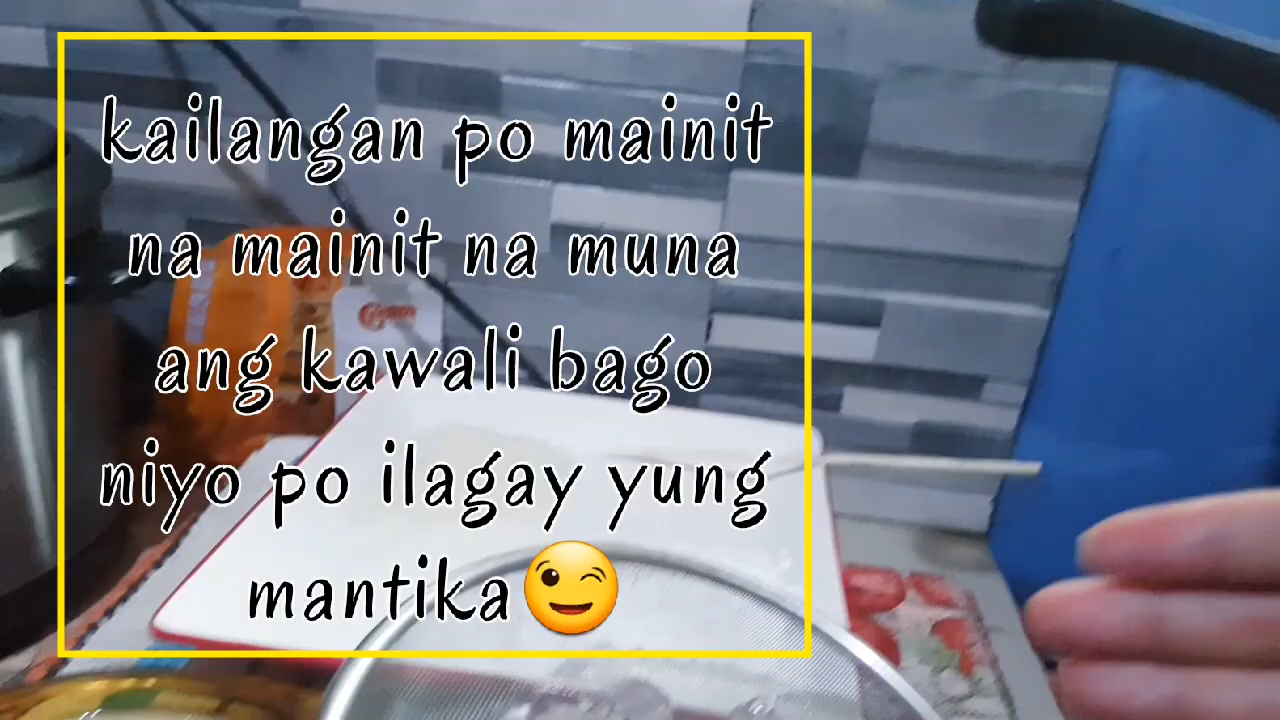 kailangan po mainit
na mainit na muna
ang kawali bago
niyo po ilagay yung
mantika😉